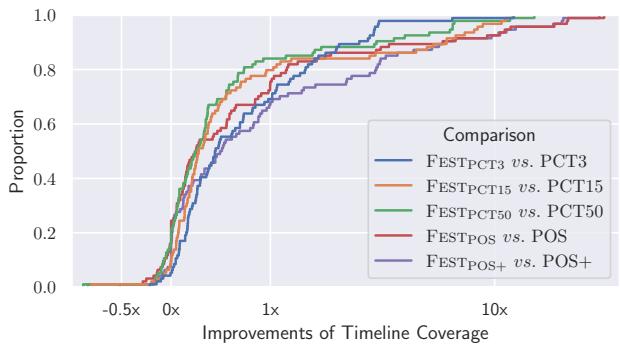 1.0
0.8
0.6
0.4
0.2
0.0
Proportion
Comparison
FESTPCT3 vs. PCT3
FESTPCT15 vs. PCT15
FESTPCT50 vs. PCT50
FESTPOS vs. POS
FESTPOS+ vs. POS+
-0.5x 0x 1x 10x
Improvements of Timeline Coverage